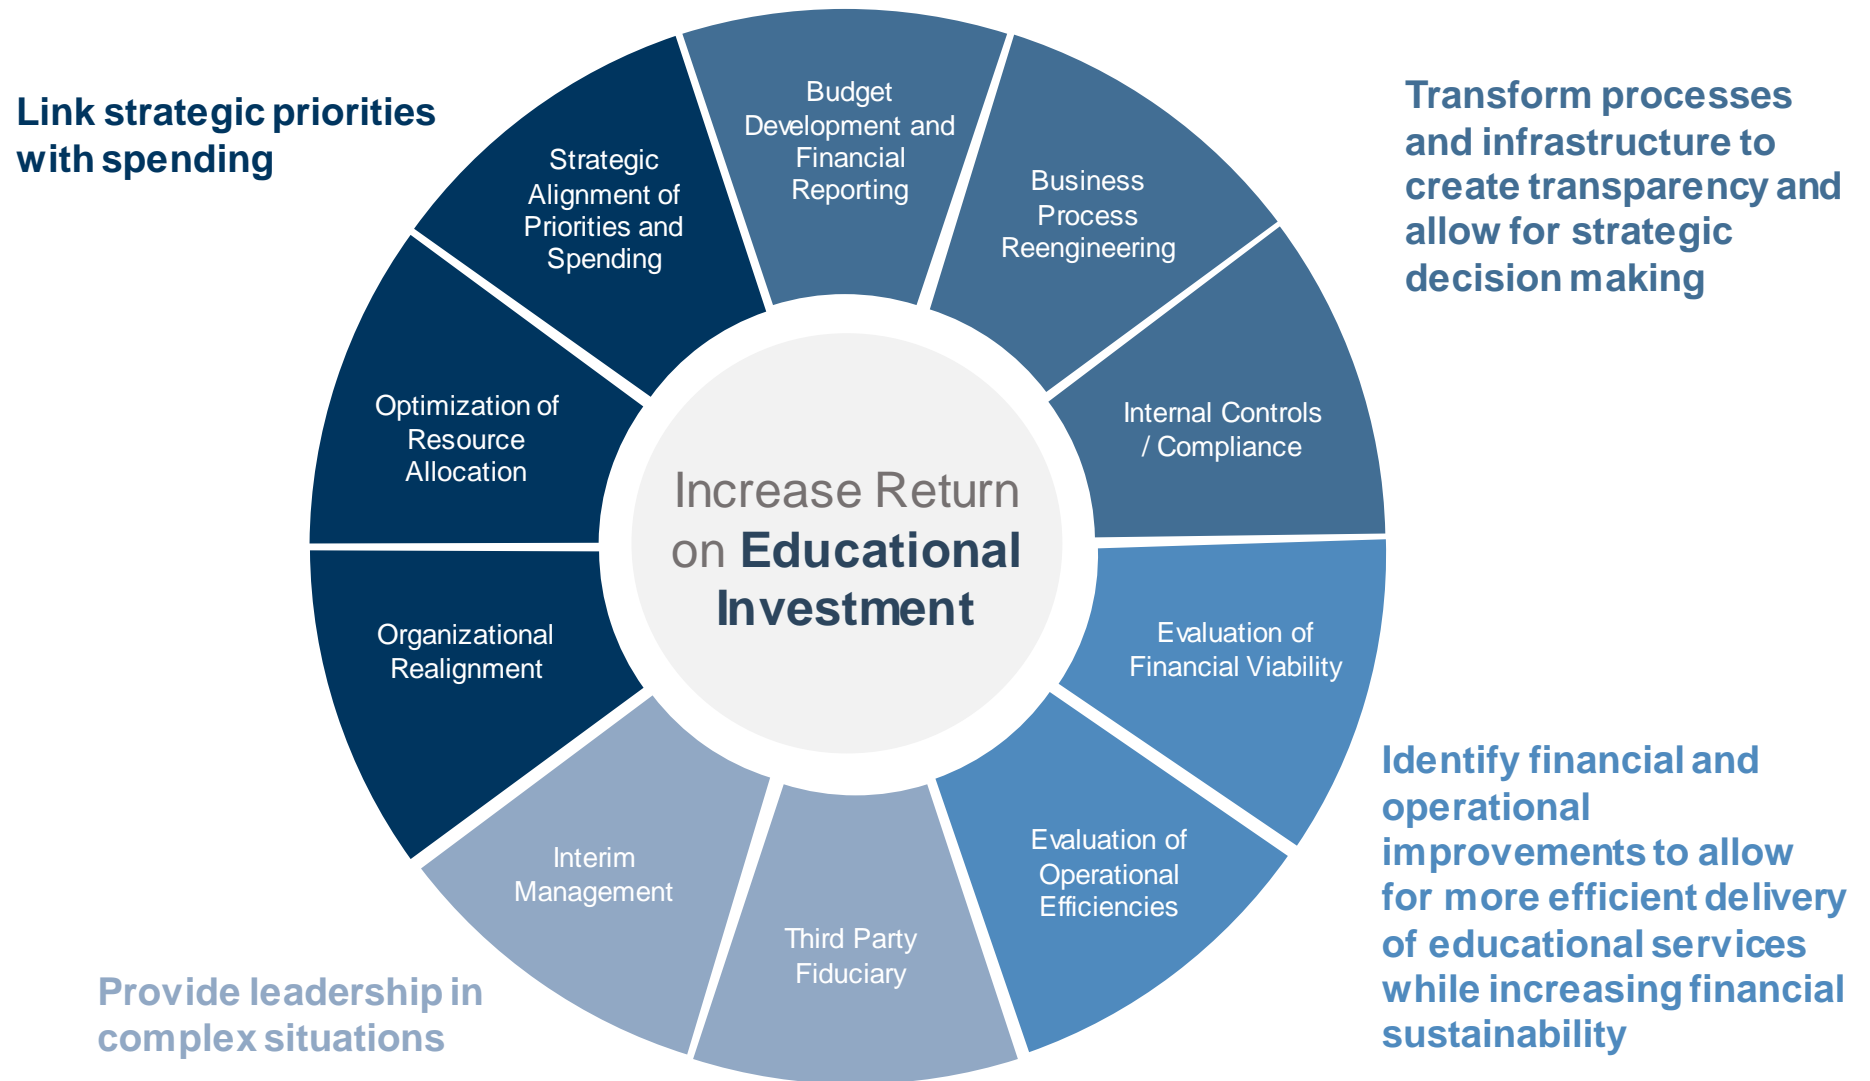 Link strategic priorities
with spending
Budget
Development and
Financial
Reporting
Strategic
Alignment of
Priorities and
Spending
Business
Process
Reengineering
Transform processes
and infrastructure to
create transparency and
allow for strategic
decision making
Optimization of
Resource
Allocation
Internal Controls
/ Compliance
Increase Return
on Educational
Investment
Organizational
Realignment
Evaluation of
Financial Viability
Interim
Management
Third Party
Fiduciary
Evaluation of
Operational
Efficiencies
Identify financial and
operational
improvements to allow
for more efficient delivery
of educational services
while increasing financial
sustainability
Provide leadership in
complex situations